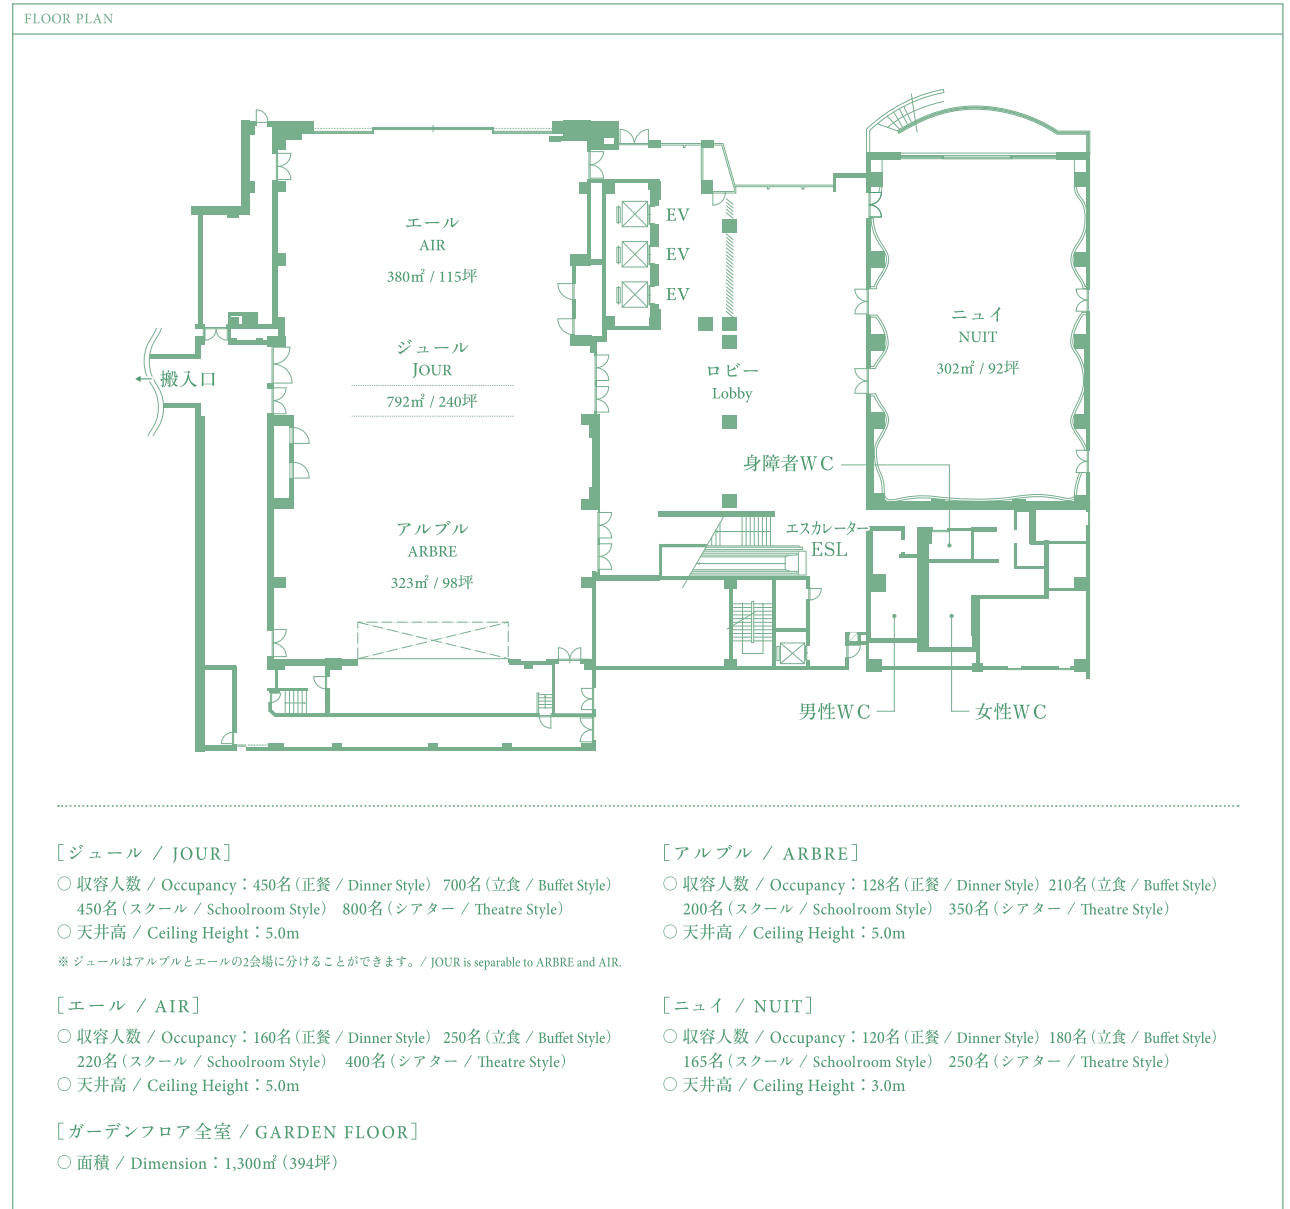 FLOOR PLAN
エール
AIR
380㎡ / 115坪
EV
EV
EV
ニュイ
NUIT
302㎡ / 92坪
ジュール
JOUR
792㎡ / 240坪
搬入口
ロビー
Lobby
身障者WC
アルブル
ARBRE
323㎡ / 98坪
エスカレーター
ESL
男性WC
女性WC
[ジュール / JOUR]
○ 収容人数 / Occupancy：450名（正餐 / Dinner Style） 700名（立食 / Buffet Style）
450名（スクール / Schoolroom Style） 800名（シアター / Theatre Style）
○ 天井高 / Ceiling Height：5.0m
※ ジュールはアルブルとエールの2会場に分けることができます。/ JOUR is separable to ARBRE and AIR.
[アルブル / ARBRE]
○ 収容人数 / Occupancy：128名（正餐 / Dinner Style） 210名（立食 / Buffet Style）
200名（スクール / Schoolroom Style） 350名（シアター / Theatre Style）
○ 天井高 / Ceiling Height：5.0m
[エール / AIR]
○ 収容人数 / Occupancy：160名（正餐 / Dinner Style） 250名（立食 / Buffet Style）
220名（スクール / Schoolroom Style） 400名（シアター / Theatre Style）
○ 天井高 / Ceiling Height：5.0m
[ニュイ / NUIT]
○ 収容人数 / Occupancy：120名（正餐 / Dinner Style） 180名（立食 / Buffet Style）
165名（スクール / Schoolroom Style） 250名（シアター / Theatre Style）
○ 天井高 / Ceiling Height：3.0m
[ガーデンフロア全室 / GARDEN FLOOR]
○ 面積 / Dimension：1,300㎡（394坪）